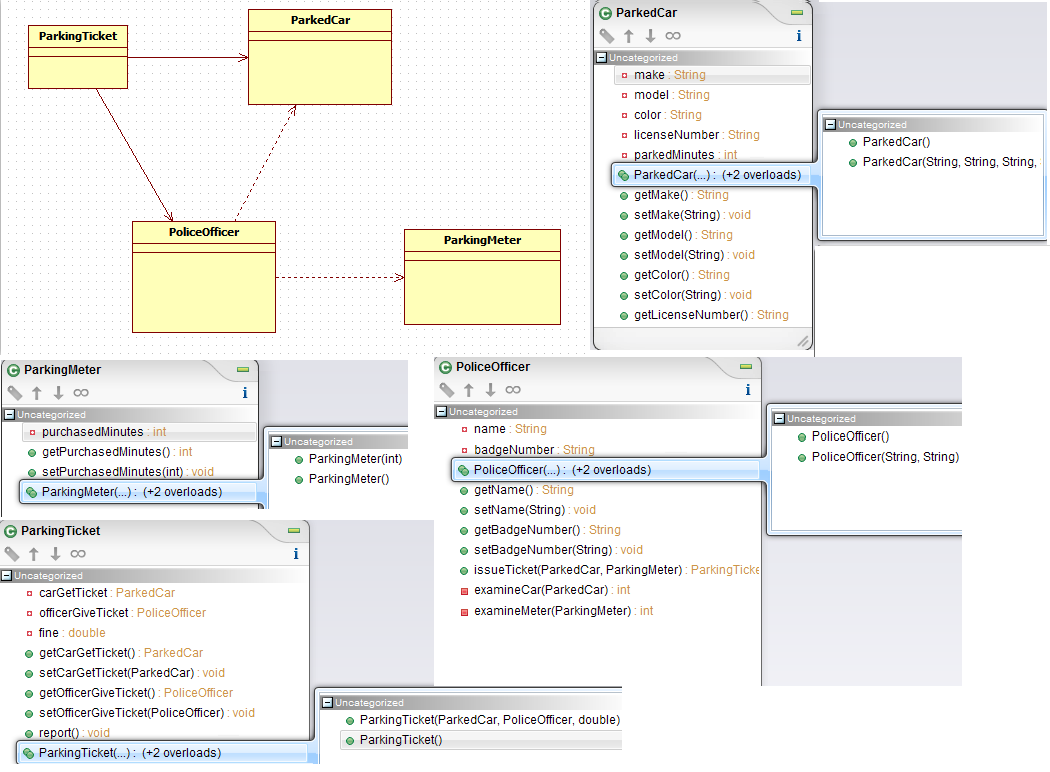 ParkingTicket
ParkedCar
PoliceOfficer
ParkingMeter
ParkedCar
Uncategorized
make : String
model : String
color : String
licenseNumber : String
parkedMinutes : int
ParkedCar(...) : (+2 overloads)
getMake() : String
setMake(String) : void
getModel() : String
setModel(String) : void
getColor() : String
setColor(String) : void
getLicenseNumber() : String
Uncategorized
ParkedCar()
ParkedCar(String, String, String,
ParkingMeter
Uncategorized
purchasedMinutes : int
getPurchasedMinutes() : int
setPurchasedMinutes(int) : void
ParkingMeter(...) : (+2 overloads)
Uncategorized
ParkingMeter(int)
ParkingMeter()
PoliceOfficer
Uncategorized
name : String
badgeNumber : String
PoliceOfficer(...) : (+2 overloads)
getName() : String
setName(String) : void
getBadgeNumber() : String
setBadgeNumber(String) : void
issueTicket(ParkedCar, ParkingMeter) : ParkingTicke
examineCar(ParkedCar) : int
examineMeter(ParkingMeter) : int
Uncategorized
PoliceOfficer()
PoliceOfficer(String, String)
ParkingTicket
Uncategorized
carGetTicket : ParkedCar
officerGiveTicket : PoliceOfficer
fine : double
getCarGetTicket() : ParkedCar
setCarGetTicket(ParkedCar) : void
getOfficerGiveTicket() : PoliceOfficer
setOfficerGiveTicket(PoliceOfficer) : void
report() : void
ParkingTicket(...) : (+2 overloads)
Uncategorized
ParkingTicket(ParkedCar, PoliceOfficer, double)
ParkingTicket()